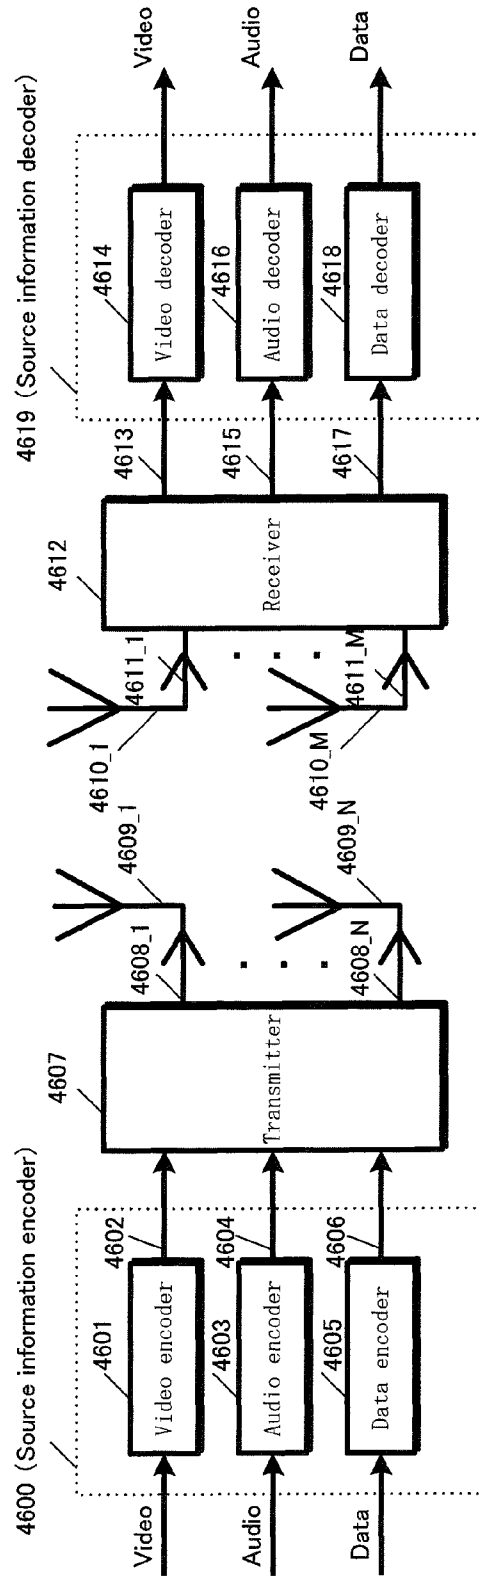 4600 (Source information encoder)
Video
Audio
Data
4601
Video encoder
4603
Audio encoder
4605
Data encoder
4602
4604
4606
4607
Transmitter
4608_1
4609_1
4608_N
4609_N
4610_1
4611_1
4610_M
4611_M
4612
Receiver
4613
4615
4617
4619 (Source information decoder)
4614
Video decoder
4616
Audio decoder
4618
Data decoder
Video
Audio
Data